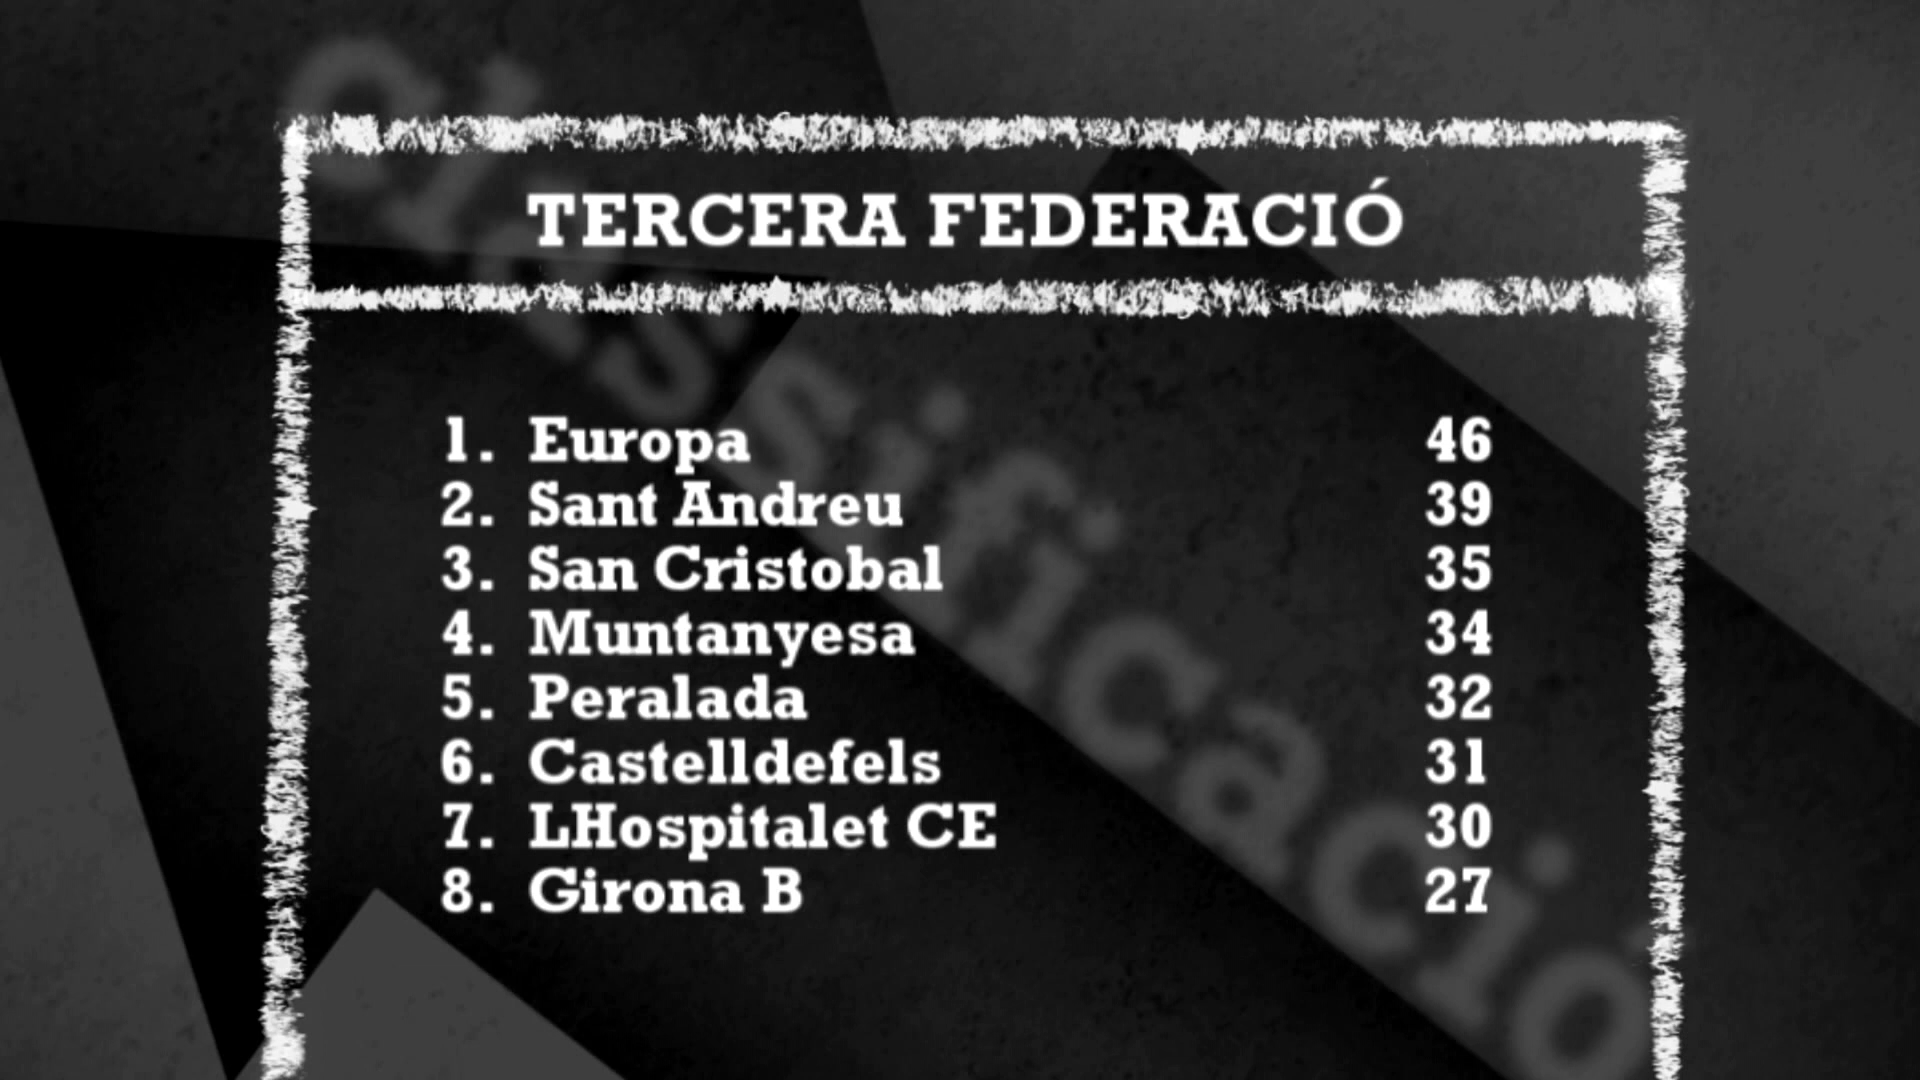 TERCERA FEDERACIÓ
1. Europa 46
2. Sant Andreu 39
3. San Cristobal 35
4. Muntanyesa 34
5. Peralada 32
6. Castelldefels 31
7. LHospitalet CE 30
8. Girona B 27
classificació